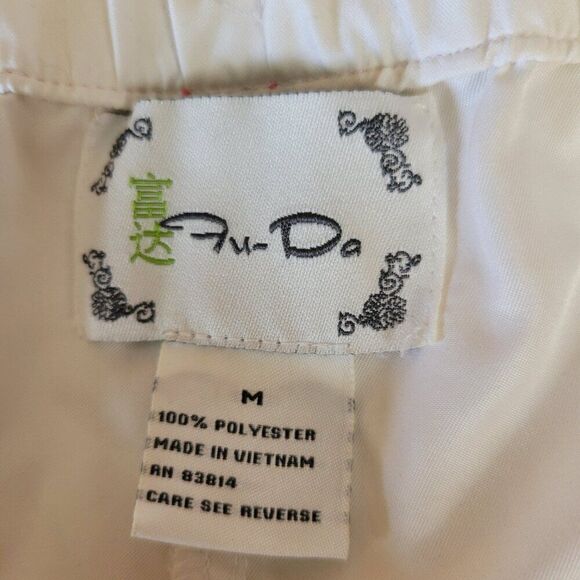 富达
Fu-Da
M
100% POLYESTER
MADE IN VIETNAM
RN 83814
CARE SEE REVERSE